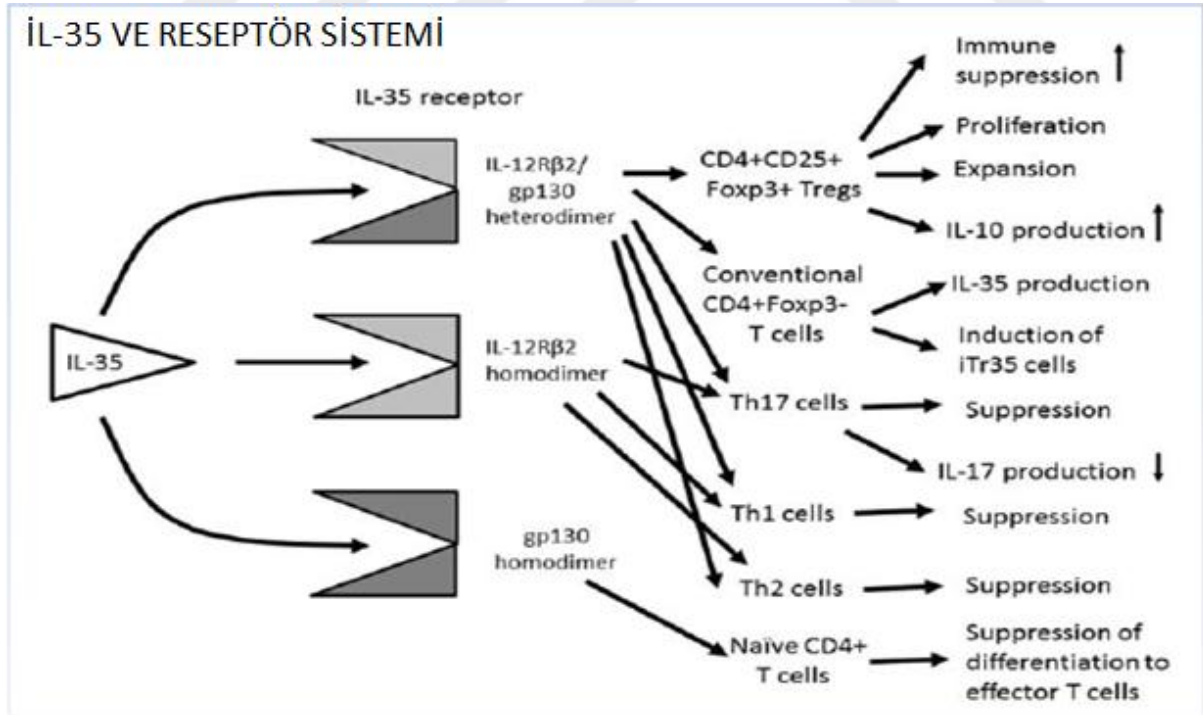 İL-35 VE RESEPTÖR SİSTEMİ
IL-35 receptor
IL-35
IL-12Rβ2/
gp130
heterodimer
IL-12Rβ2
homodimer
gp130
homodimer
CD4+CD25+
Foxp3+ Tregs
Conventional
CD4+Foxp3-
T cells
Th17 cells
Th1 cells
Th2 cells
Naïve CD4+
T cells
Immune
suppression ↑
Proliferation
Expansion
IL-10 production ↑
IL-35 production
Induction of
iTr35 cells
Suppression
IL-17 production ↓
Suppression
Suppression
Suppression of
differentiation to
effector T cells